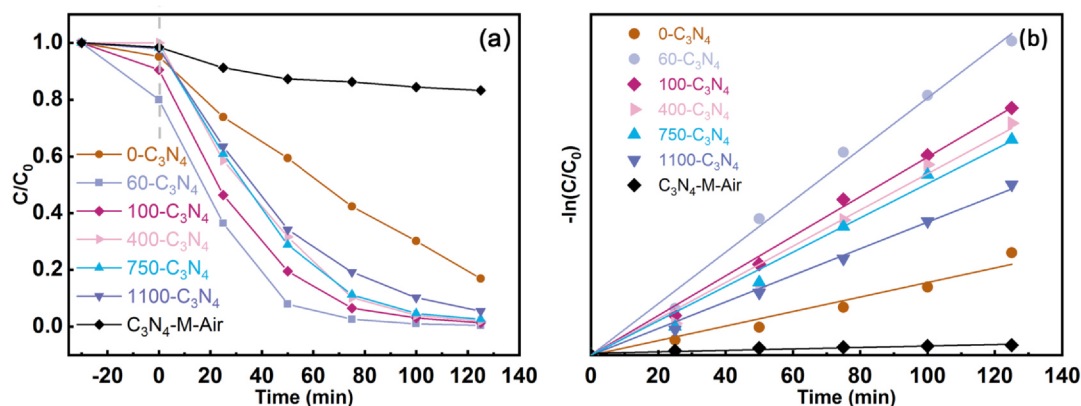 (a)
C/C₀
1.0
0.8
0.6
0.4
0.2
0.0
0-C₃N₄
60-C₃N₄
100-C₃N₄
400-C₃N₄
750-C₃N₄
1100-C₃N₄
C₃N₄-M-Air
-20 0 20 40 60 80 100 120 140
Time (min)
(b)
-ln(C/C₀)
0-C₃N₄
60-C₃N₄
100-C₃N₄
400-C₃N₄
750-C₃N₄
1100-C₃N₄
C₃N₄-M-Air
0 20 40 60 80 100 120 140
Time (min)